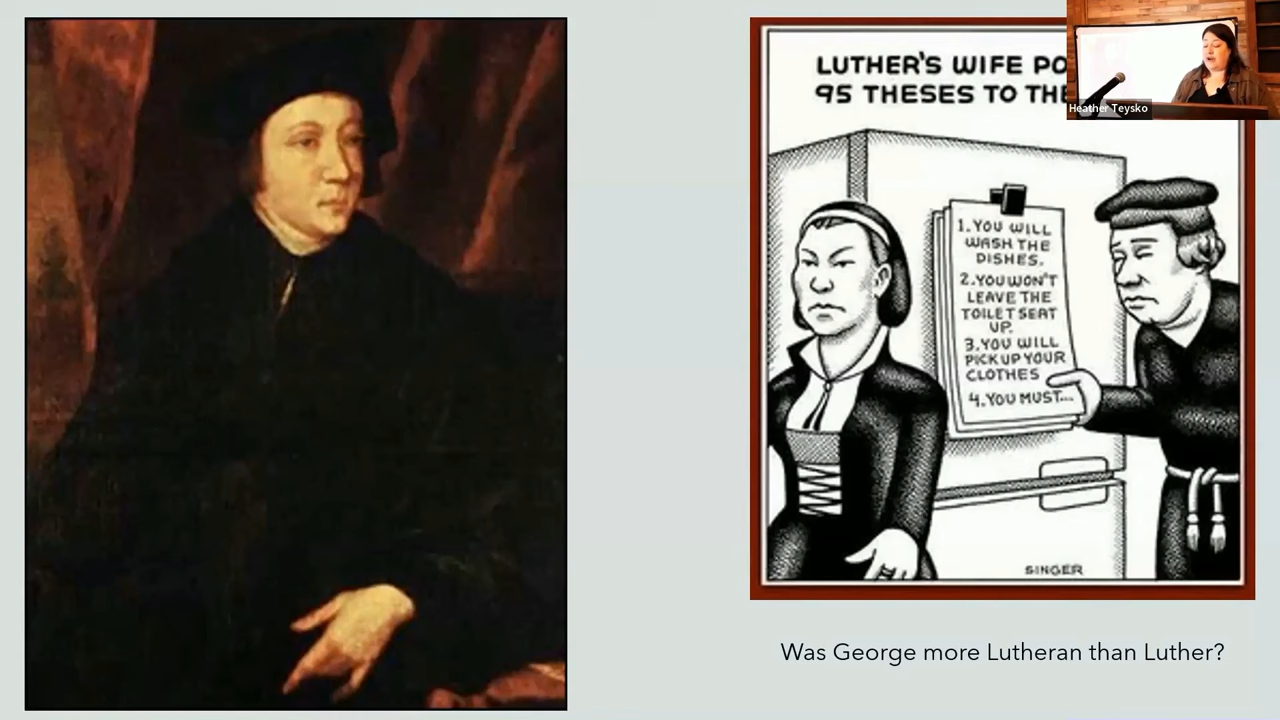 LUTHER'S WIFE PO
95 THESES TO THE
Heather Teysko
1. YOU WILL
WASH THE
DISHES.
2. YOU WON'T
LEAVE THE
TOILET SEAT
UP.
3. YOU WILL
PICK UP YOUR
CLOTHES
4. YOU MUST...
SINGER
Was George more Lutheran than Luther?